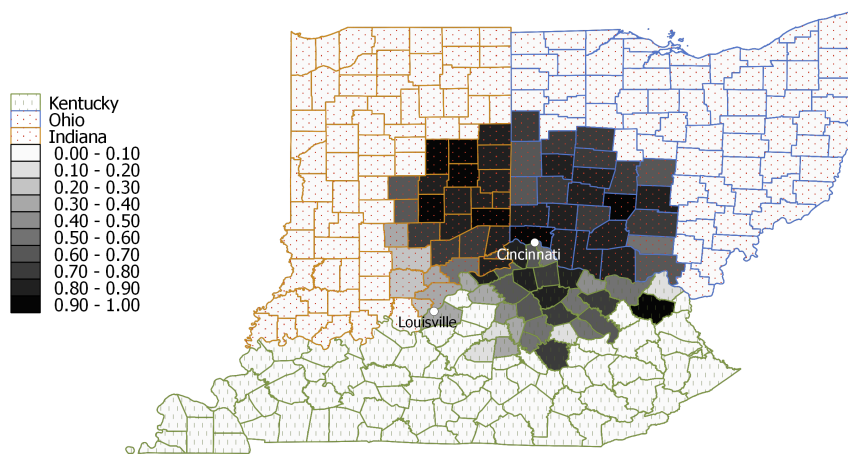 Kentucky
Ohio
Indiana
0.00 - 0.10
0.10 - 0.20
0.20 - 0.30
0.30 - 0.40
0.40 - 0.50
0.50 - 0.60
0.60 - 0.70
0.70 - 0.80
0.80 - 0.90
0.90 - 1.00
Cincinnati
Louisville